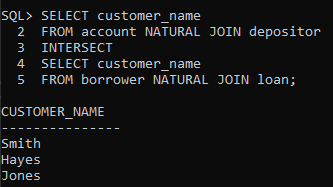 SQL> SELECT customer_name
  2  FROM account NATURAL JOIN depositor
  3  INTERSECT
  4  SELECT customer_name
  5  FROM borrower NATURAL JOIN loan;

CUSTOMER_NAME
---------------
Smith
Hayes
Jones